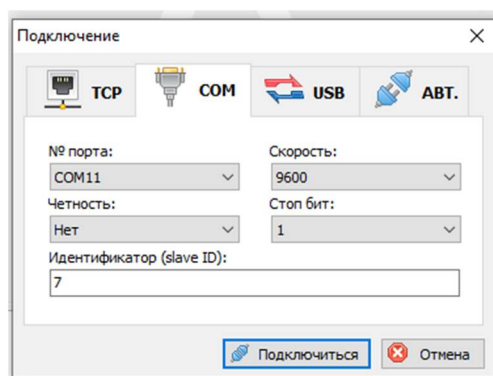 Подключение
TCP COM USB АВТ.
№ порта: Скорость:
COM11 9600
Четность: Стоп бит:
Нет 1
Идентификатор (slave ID):
7
Подключиться Отмена